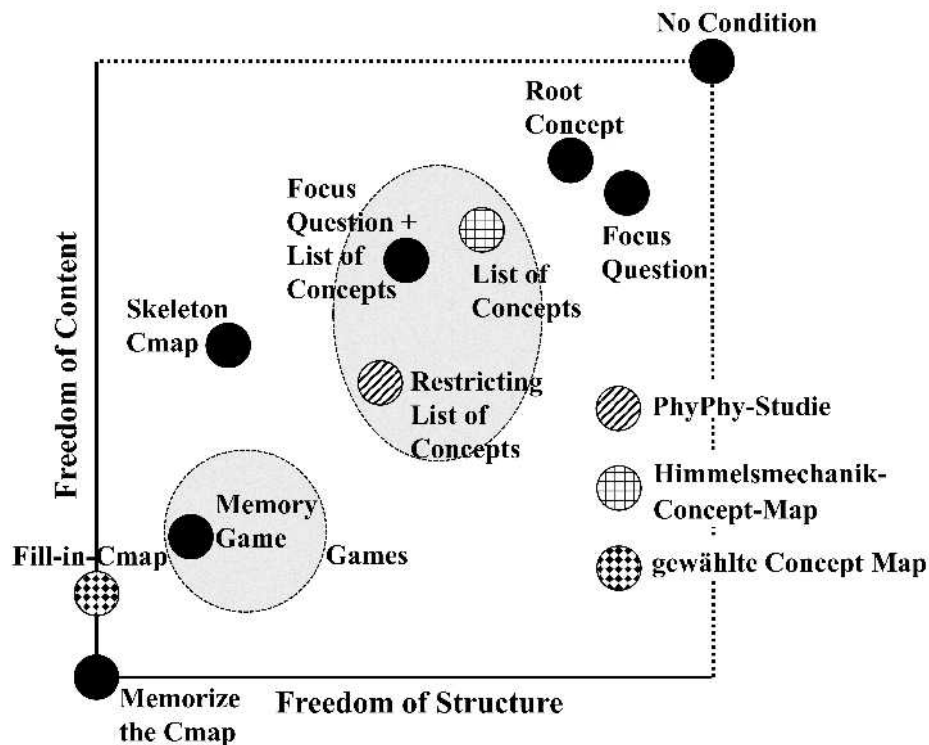 No Condition
Root
Concept
Focus
Question +
List of
Concepts
Focus
Question
List of
Concepts
Skeleton
Cmap
Restricting
List of
Concepts
PhyPhy-Studie
Himmelsmechanik-
Concept-Map
gewählte Concept Map
Memory
Game
Games
Fill-in-Cmap
Memorize
the Cmap
Freedom of Structure
Freedom of Content